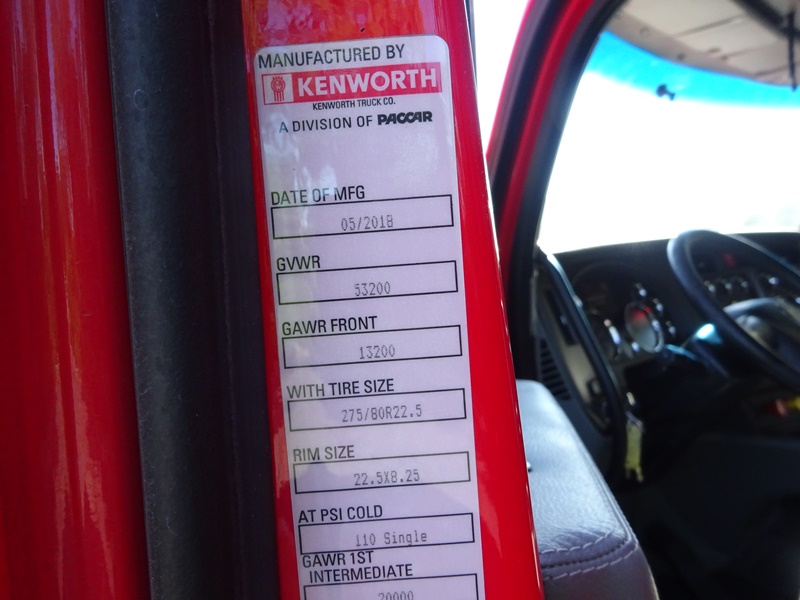 MANUFACTURED BY
KENWORTH
KENWORTH TRUCK CO.
A DIVISION OF PACCAR
DATE OF MFG
05/2018
GVWR
53200
GAWR FRONT
13200
WITH TIRE SIZE
275/80R22.5
RIM SIZE
22.5X8.25
AT PSI COLD
110 Single
GAWR 1ST
INTERMEDIATE
20000